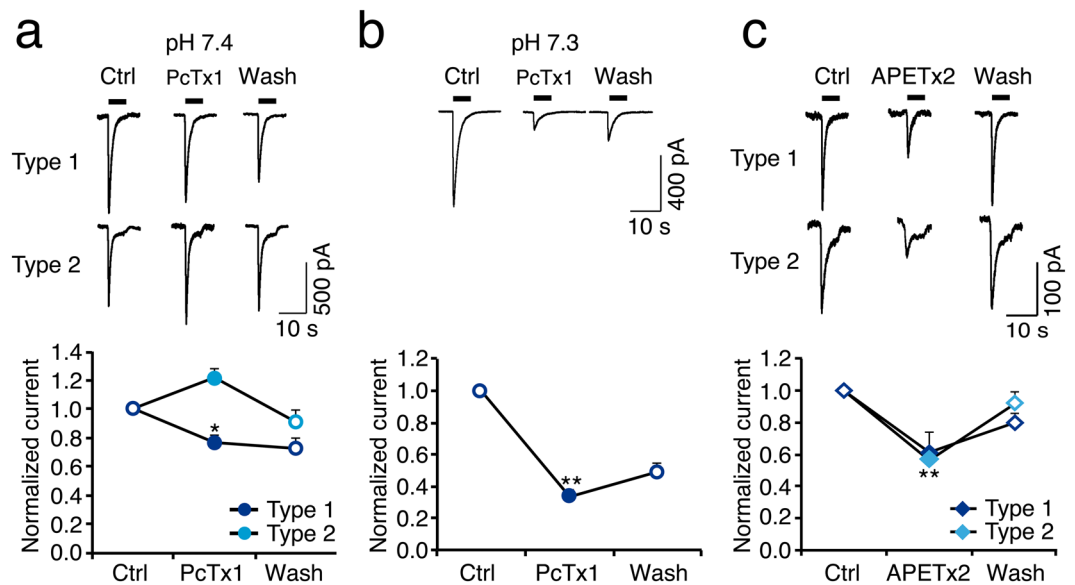 a
pH 7.4
Ctrl PcTx1 Wash
Type 1
Type 2
500 pA
10 s
1.4
1.2
1.0
0.8
0.6
0.4
0.2
0.0
Normalized current
*
Type 1
Type 2
Ctrl PcTx1 Wash
b
pH 7.3
Ctrl PcTx1 Wash
400 pA
10 s
1.2
1.0
0.8
0.6
0.4
0.2
0.0
Normalized current
**
Ctrl PcTx1 Wash
c
Ctrl APETx2 Wash
Type 1
Type 2
100 pA
10 s
1.2
1.0
0.8
0.6
0.4
0.2
0.0
Normalized current
**
Type 1
Type 2
Ctrl APETx2 Wash